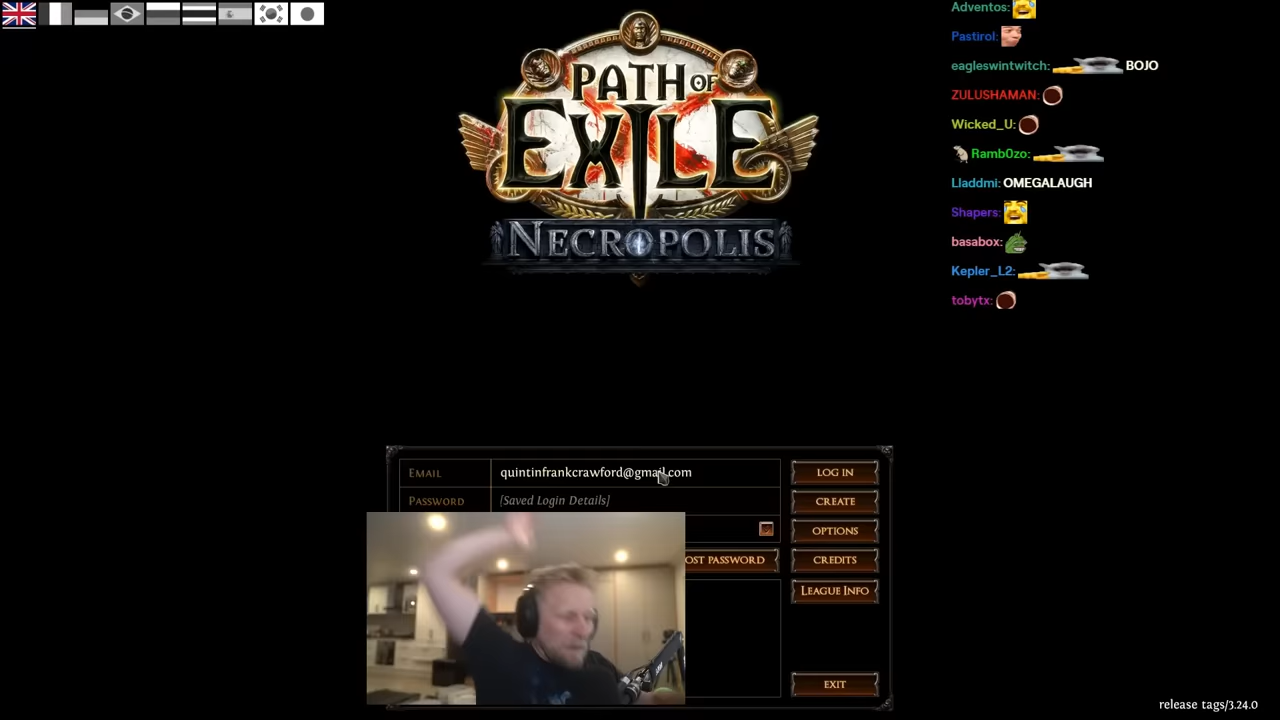 PATH OF
EXILE
NECROPOLIS
Adventos:
Pastirol:
eagleswintwitch: BOJO
ZULUSHAMAN:
Wicked_U:
Ramb0zo:
Lladdmi: OMEGALAUGH
Shapers:
basabox:
Kepler_L2:
tobytx:
EMAIL quintinfrankcrawford@gmail.com LOG IN
PASSWORD [Saved Login Details] CREATE
OPTIONS
OST PASSWORD CREDITS
LEAGUE INFO
EXIT
release tags/3.24.0